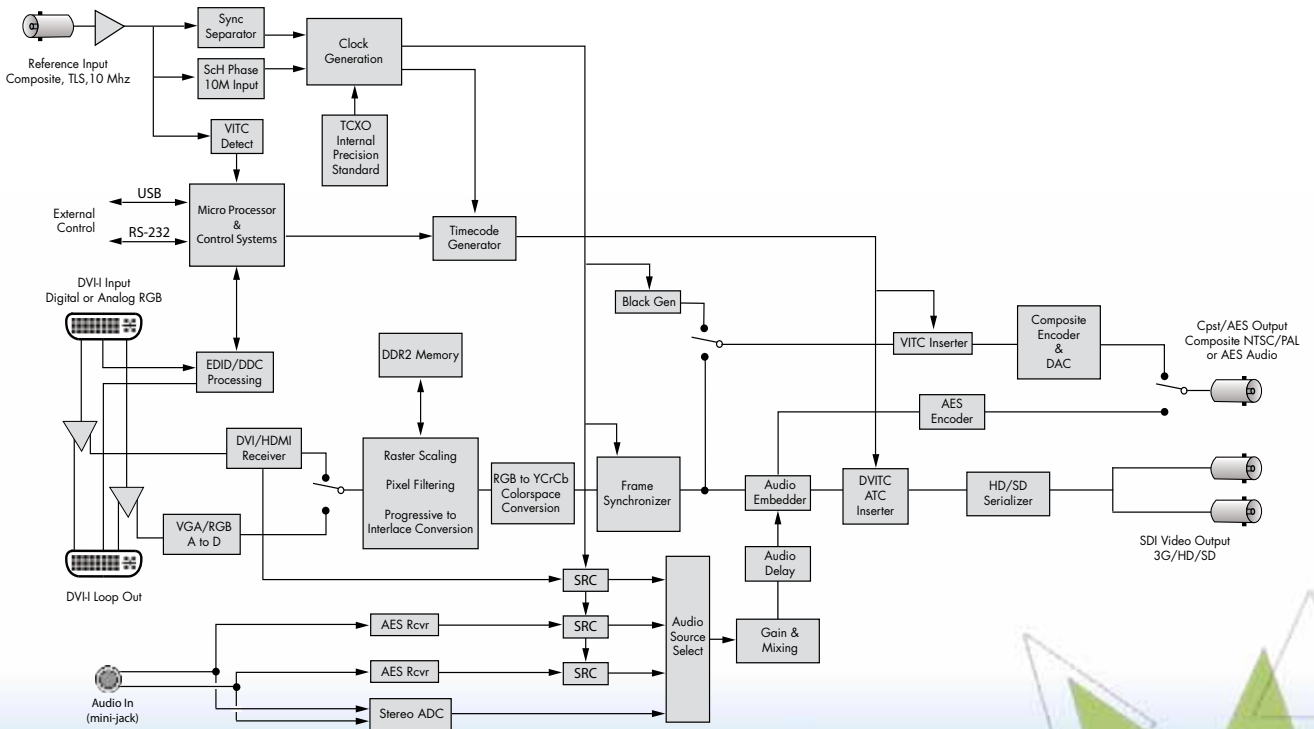 Reference Input
Composite, TLS,10 Mhz
Sync
Separator
ScH Phase
10M Input
VITC
Detect
Clock
Generation
TCXO
Internal
Precision
Standard
External
Control
USB
RS-232
Micro Processor
&
Control Systems
Timecode
Generator
DVI-I Input
Digital or Analog RGB
EDID/DDC
Processing
DDR2 Memory
Black Gen
VITC Inserter
Composite
Encoder
&
DAC
Cpst/AES Output
Composite NTSC/PAL
or AES Audio
AES
Encoder
DVI/HDMI
Receiver
VGA/RGB
A to D
Raster Scaling
Pixel Filtering
Progressive to
Interlace Conversion
RGB to YCrCb
Colorspace
Conversion
Frame
Synchronizer
Audio
Embedder
DVITC
ATC
Inserter
HD/SD
Serializer
SDI Video Output
3G/HD/SD
DVI-I Loop Out
Audio
Delay
SRC
AES Rcvr
SRC
AES Rcvr
SRC
Stereo ADC
Audio
Source
Select
Gain &
Mixing
Audio In
(mini-jack)